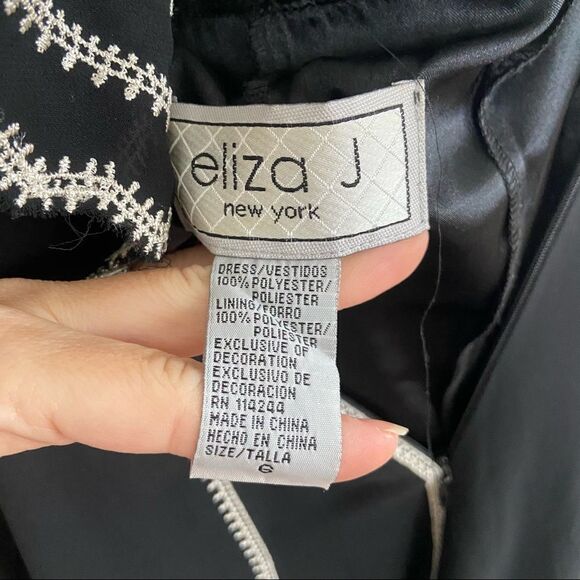 eliza J
new york
DRESS/VESTIDOS
100% POLYESTER/
POLIESTER
LINING/FORRO
100% POLYESTER/
POLIESTER
EXCLUSIVE OF
DECORATION
EXCLUSIVO DE
DECORACION
RN 114244
MADE IN CHINA
HECHO EN CHINA
SIZE/TALLA
6